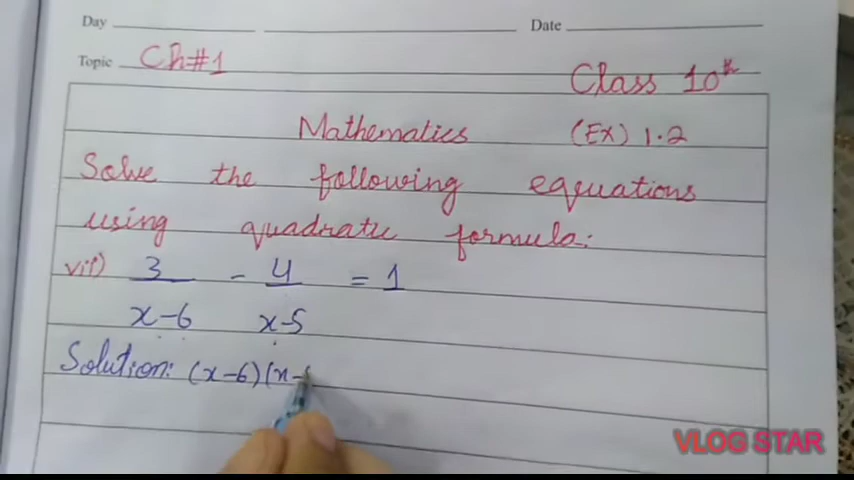 Day Date
Topic Ch#1 Class 10th
Mathematics (Ex) 1.2
Solve the following equations
using quadratic formula:
vii) 3/x-6 - 4/x-5 = 1
Solution: (x-6)(x-
VLOG STAR